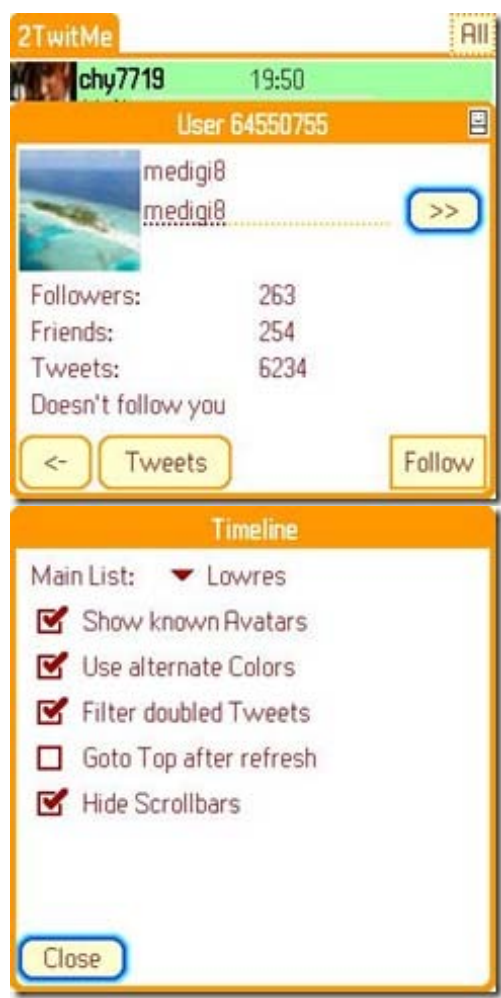 2TwitMe All
chy7719 19:50
User 64550755
medigi8
medigi8 >>
Followers: 263
Friends: 254
Tweets: 6234
Doesn't follow you
<- Tweets Follow
Timeline
Main List: Lowres
Show known Avatars
Use alternate Colors
Filter doubled Tweets
Goto Top after refresh
Hide Scrollbars
Close